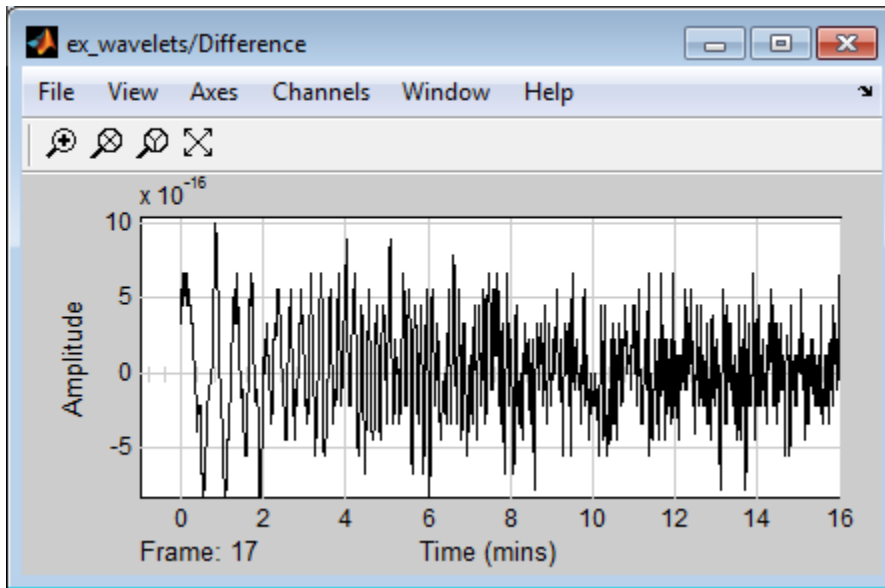 ex_wavelets/Difference
File View Axes Channels Window Help
x 10^-16
10
5
0
-5
Amplitude
0 2 4 6 8 10 12 14 16
Frame: 17 Time (mins)